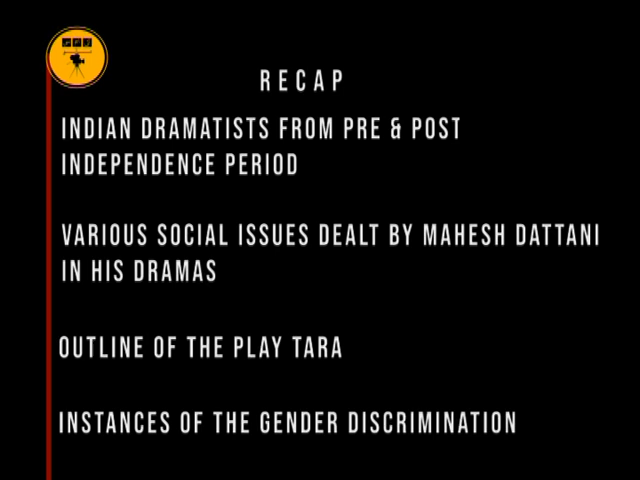 RECAP
INDIAN DRAMATISTS FROM PRE & POST
INDEPENDENCE PERIOD
VARIOUS SOCIAL ISSUES DEALT BY MAHESH DATTANI
IN HIS DRAMAS
OUTLINE OF THE PLAY TARA
INSTANCES OF THE GENDER DISCRIMINATION